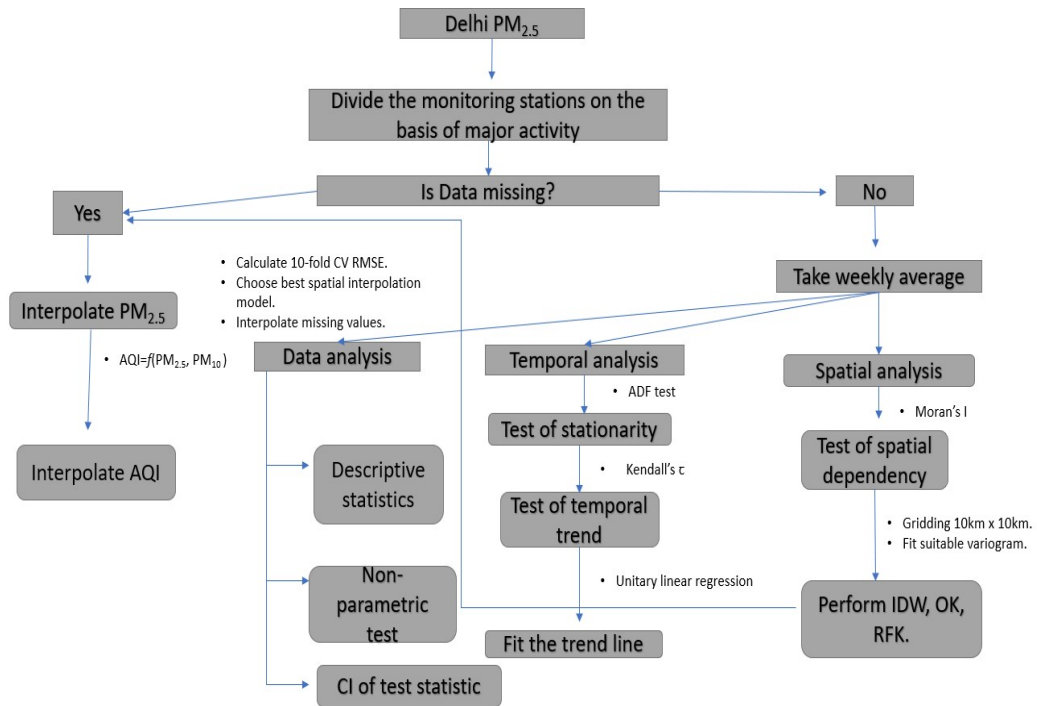 Delhi PM2.5
Divide the monitoring stations on the
basis of major activity
Is Data missing?
Yes
No
• Calculate 10-fold CV RMSE.
• Choose best spatial interpolation
model.
• Interpolate missing values.
Take weekly average
Interpolate PM2.5
• AQI=f(PM2.5, PM10)
Interpolate AQI
Data analysis
Descriptive
statistics
Non-
parametric
test
CI of test statistic
Temporal analysis
• ADF test
Test of stationarity
• Kendall's τ
Test of temporal
trend
• Unitary linear regression
Fit the trend line
Spatial analysis
• Moran's I
Test of spatial
dependency
• Gridding 10km x 10km.
• Fit suitable variogram.
Perform IDW, OK,
RFK.